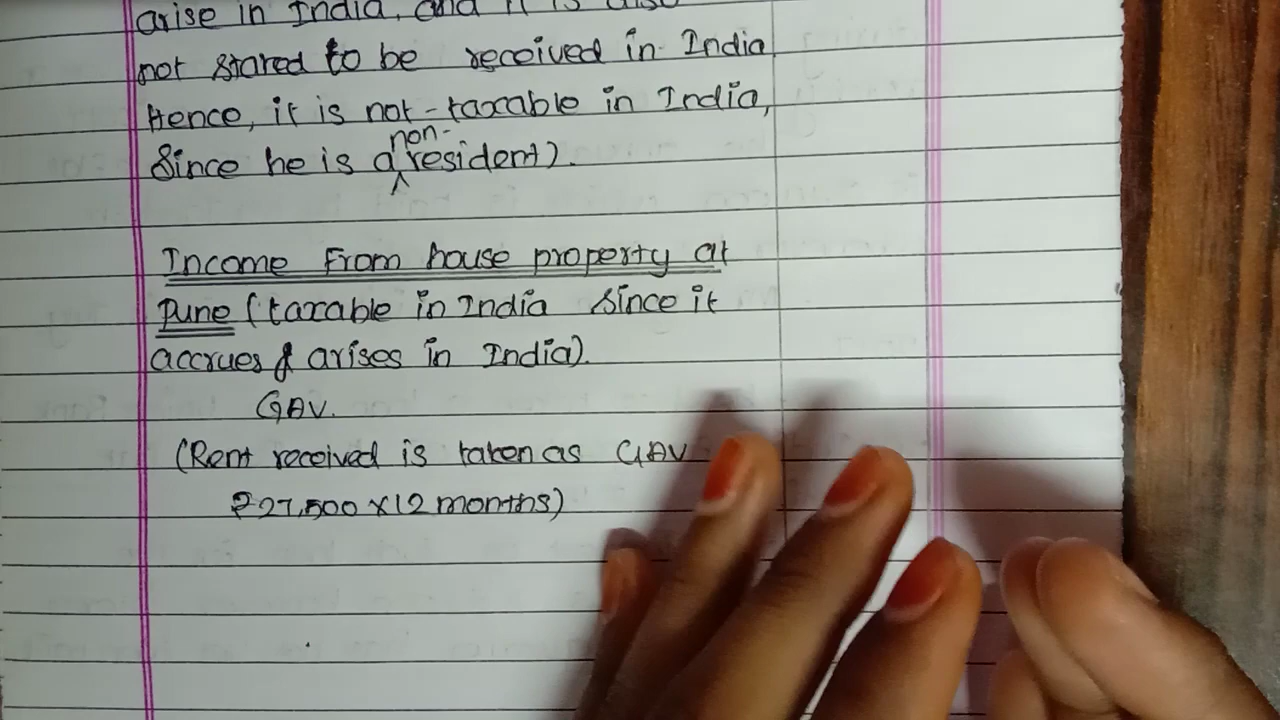 arise in India, and it is also
not stared to be received in India
Hence, it is not-taxable in India,
non-
Since he is a resident).
Income From house property at
Pune (taxable in India since it
accrues & arises in India).
GAV.
(Rent received is taken as GAV
₹27,500 × 12 months)